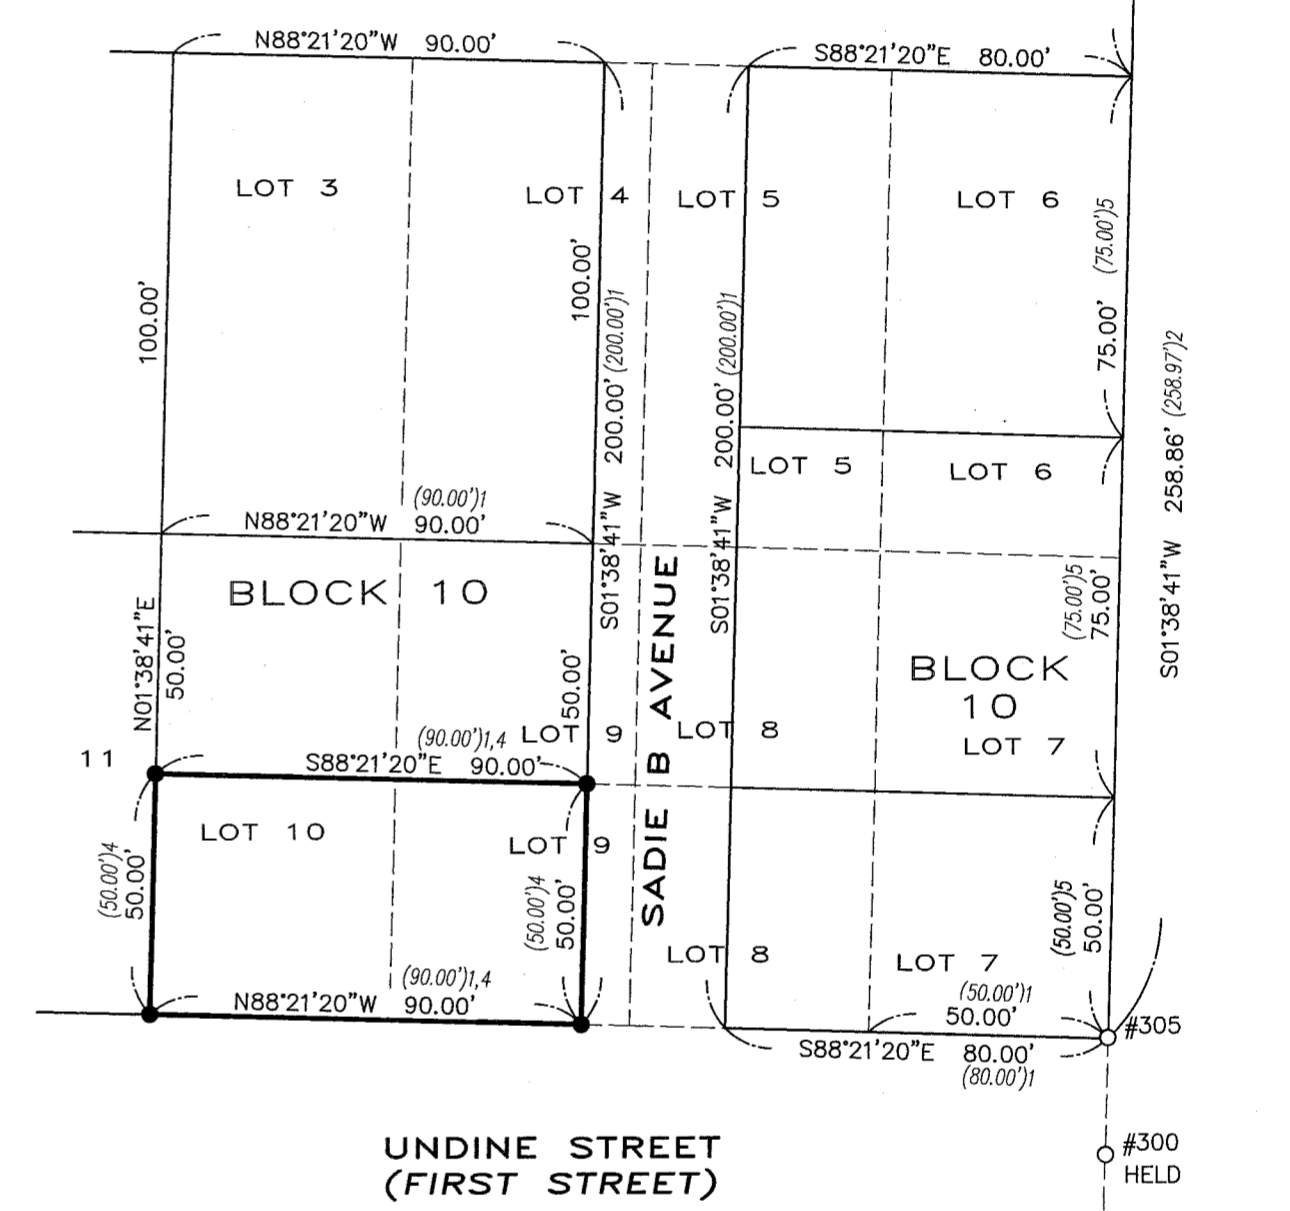 N88°21'20"W 90.00'
S88°21'20"E 80.00'
LOT 3
LOT 4
LOT 5
LOT 6
100.00'
100.00'
S01°38'41"W 200.00' (200.00')1
S01°38'41"W 200.00' (200.00')1
75.00' (75.00')5
S01°38'41"W 258.86' (258.97')2
LOT 5
LOT 6
(90.00')1
N88°21'20"W 90.00'
BLOCK 10
N01°38'41"E
50.00'
50.00'
SADIE B AVENUE
(75.00')5
75.00'
BLOCK
10
LOT 7
LOT 8
LOT 9
(90.00')1,4
11
S88°21'20"E 90.00'
LOT 10
LOT 9
(50.00')4
50.00'
(50.00')4
50.00'
(50.00')5
50.00'
LOT 8
LOT 7
(90.00')1,4
N88°21'20"W 90.00'
(50.00')1
50.00'
#305
S88°21'20"E 80.00'
(80.00')1
UNDINE STREET
(FIRST STREET)
#300
HELD